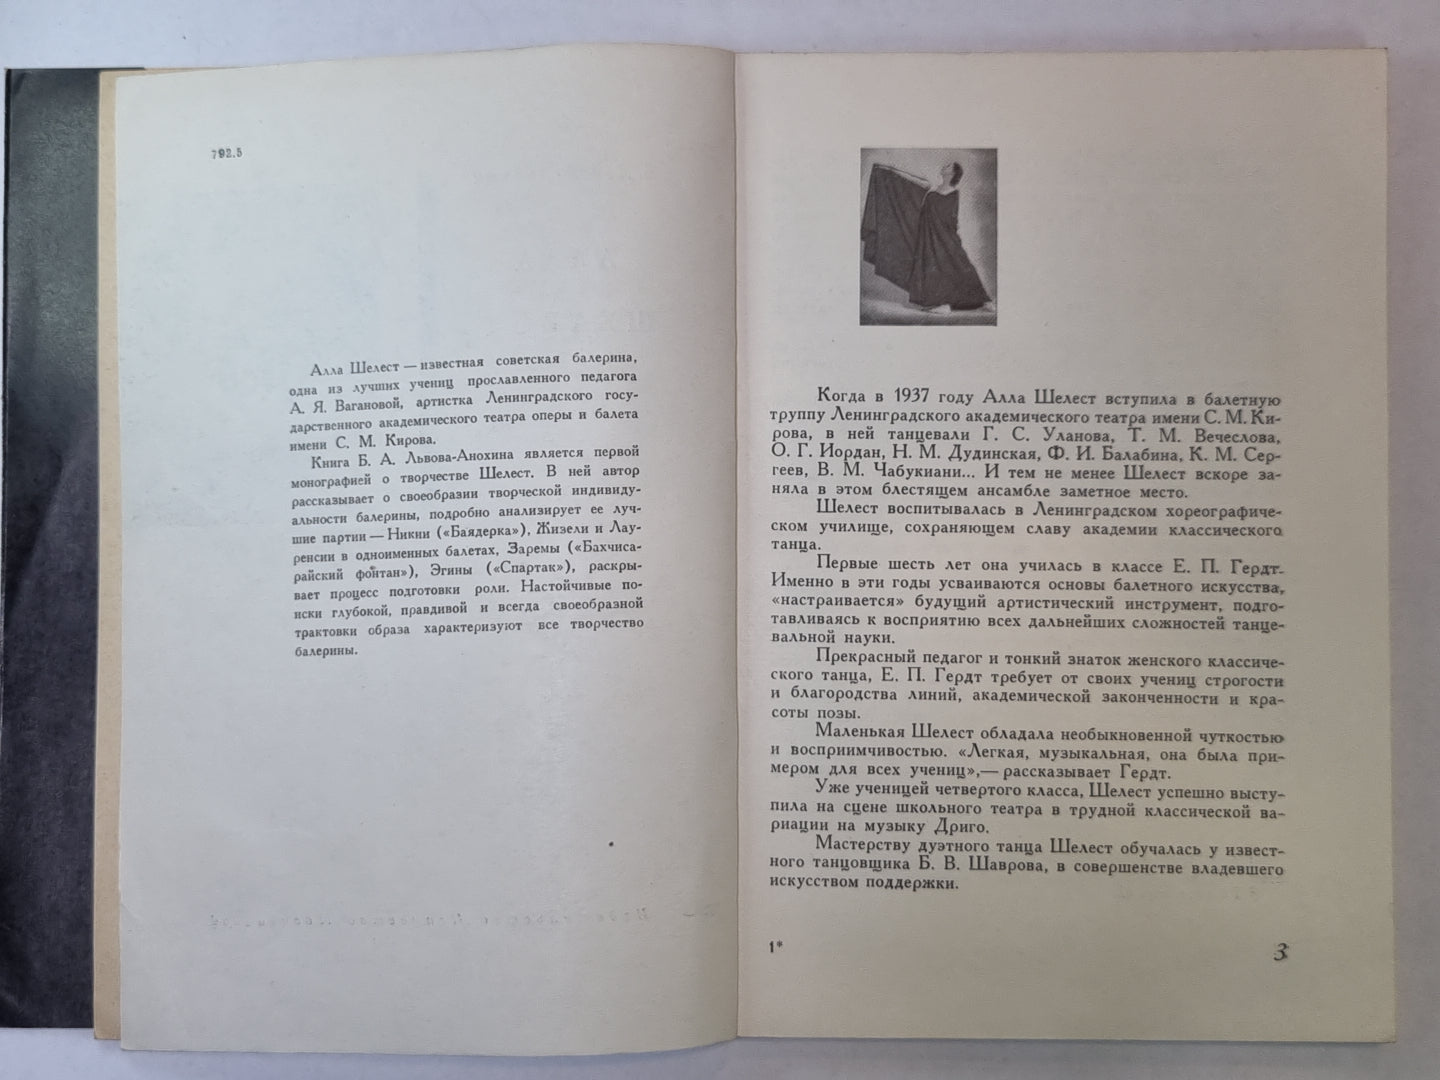 792.5
Алла Шелест — известная советская балерина,
одна из лучших учениц прославленного педагога
А. Я. Вагановой, артистка Ленинградского госу-
дарственного академического театра оперы и балета
имени С. М. Кирова.
Книга Б. А. Львова-Анохина является первой
монографией о творчестве Шелест. В ней автор
рассказывает о своеобразии творческой индивиду-
альности балерины, подробно анализирует ее луч-
шие партии — Никии («Баядерка»), Жизели и Лау-
ренсии в одноименных балетах, Заремы («Бахчиса-
райский фонтан»), Эгины («Спартак»), раскры-
вает процесс подготовки роли. Настойчивые по-
иски глубокой, правдивой и всегда своеобразной
трактовки образа характеризуют все творчество
балерины.
Когда в 1937 году Алла Шелест вступила в балетную
труппу Ленинградского академического театра имени С. М. Ки-
рова, в ней танцевали Г. С. Уланова, Т. М. Вечеслова,
О. Г. Иордан, Н. М. Дудинская, Ф. И. Балабина, К. М. Сер-
геев, В. М. Чабукиани... И тем не менее Шелест вскоре за-
няла в этом блестящем ансамбле заметное место.
Шелест воспитывалась в Ленинградском хореографиче-
ском училище, сохраняющем славу академии классического
танца.
Первые шесть лет она училась в классе Е. П. Гердт.
Именно в эти годы усваиваются основы балетного искусства,
«настраивается» будущий артистический инструмент, подго-
тавливаясь к восприятию всех дальнейших сложностей танце-
вальной науки.
Прекрасный педагог и тонкий знаток женского классиче-
ского танца, Е. П. Гердт требует от своих учениц строгости
и благородства линий, академической законченности и кра-
соты позы.
Маленькая Шелест обладала необыкновенной чуткостью
и восприимчивостью. «Легкая, музыкальная, она была при-
мером для всех учениц»,— рассказывает Гердт.
Уже ученицей четвертого класса, Шелест успешно высту-
пила на сцене школьного театра в трудной классической ва-
риации на музыку Дриго.
Мастерству дуэтного танца Шелест обучалась у извест-
ного танцовщика Б. В. Шаврова, в совершенстве владевшего
искусством поддержки.
1*
3